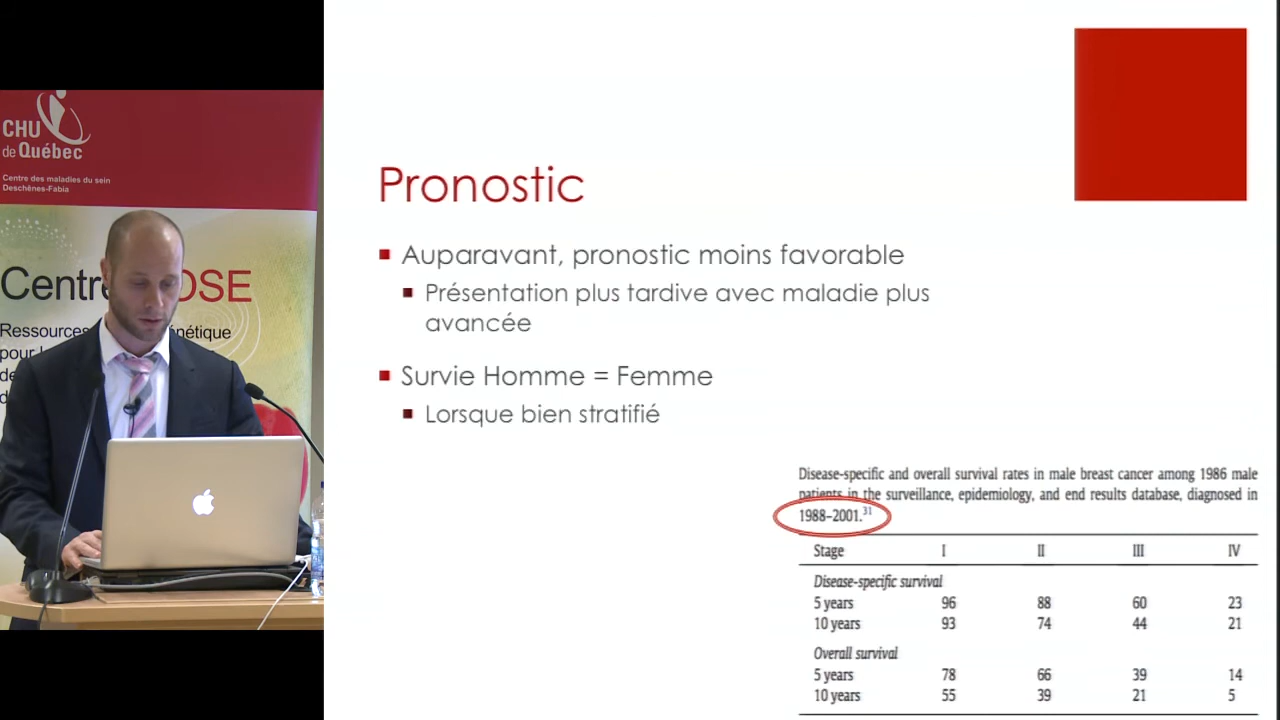 CHU
de Québec
Centre des maladies du sein
Deschênes-Fabia
Ressources
pour
Pronostic
Auparavant, pronostic moins favorable
Présentation plus tardive avec maladie plus
avancée
Survie Homme = Femme
Lorsque bien stratifié
Disease-specific and overall survival rates in male breast cancer among 1986 male
patients in the surveillance, epidemiology, and end results database, diagnosed in
1988–2001.31
Stage I II III IV
Disease-specific survival
5 years 96 88 60 23
10 years 93 74 44 21
Overall survival
5 years 78 66 39 14
10 years 55 39 21 5